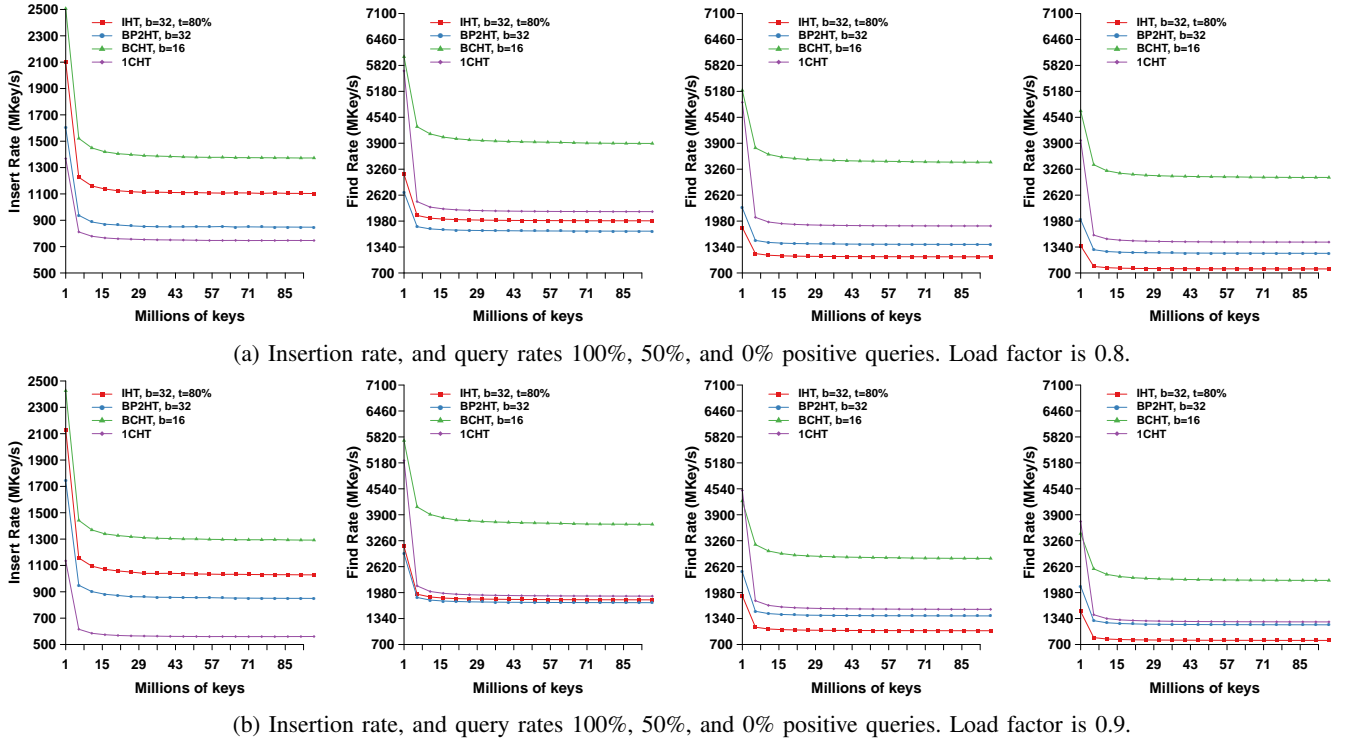 Insert Rate (MKey/s)
2500
2300
2100
1900
1700
1500
1300
1100
900
700
500
IHT, b=32, t=80%
BP2HT, b=32
BCHT, b=16
1CHT
1 15 29 43 57 71 85
Millions of keys
Find Rate (MKey/s)
7100
6460
5820
5180
4540
3900
3260
2620
1980
1340
700
IHT, b=32, t=80%
BP2HT, b=32
BCHT, b=16
1CHT
1 15 29 43 57 71 85
Millions of keys
Find Rate (MKey/s)
7100
6460
5820
5180
4540
3900
3260
2620
1980
1340
700
IHT, b=32, t=80%
BP2HT, b=32
BCHT, b=16
1CHT
1 15 29 43 57 71 85
Millions of keys
Find Rate (MKey/s)
7100
6460
5820
5180
4540
3900
3260
2620
1980
1340
700
IHT, b=32, t=80%
BP2HT, b=32
BCHT, b=16
1CHT
1 15 29 43 57 71 85
Millions of keys
(a) Insertion rate, and query rates 100%, 50%, and 0% positive queries. Load factor is 0.8.
Insert Rate (MKey/s)
2500
2300
2100
1900
1700
1500
1300
1100
900
700
500
IHT, b=32, t=80%
BP2HT, b=32
BCHT, b=16
1CHT
1 15 29 43 57 71 85
Millions of keys
Find Rate (MKey/s)
7100
6460
5820
5180
4540
3900
3260
2620
1980
1340
700
IHT, b=32, t=80%
BP2HT, b=32
BCHT, b=16
1CHT
1 15 29 43 57 71 85
Millions of keys
Find Rate (MKey/s)
7100
6460
5820
5180
4540
3900
3260
2620
1980
1340
700
IHT, b=32, t=80%
BP2HT, b=32
BCHT, b=16
1CHT
1 15 29 43 57 71 85
Millions of keys
Find Rate (MKey/s)
7100
6460
5820
5180
4540
3900
3260
2620
1980
1340
700
IHT, b=32, t=80%
BP2HT, b=32
BCHT, b=16
1CHT
1 15 29 43 57 71 85
Millions of keys
(b) Insertion rate, and query rates 100%, 50%, and 0% positive queries. Load factor is 0.9.